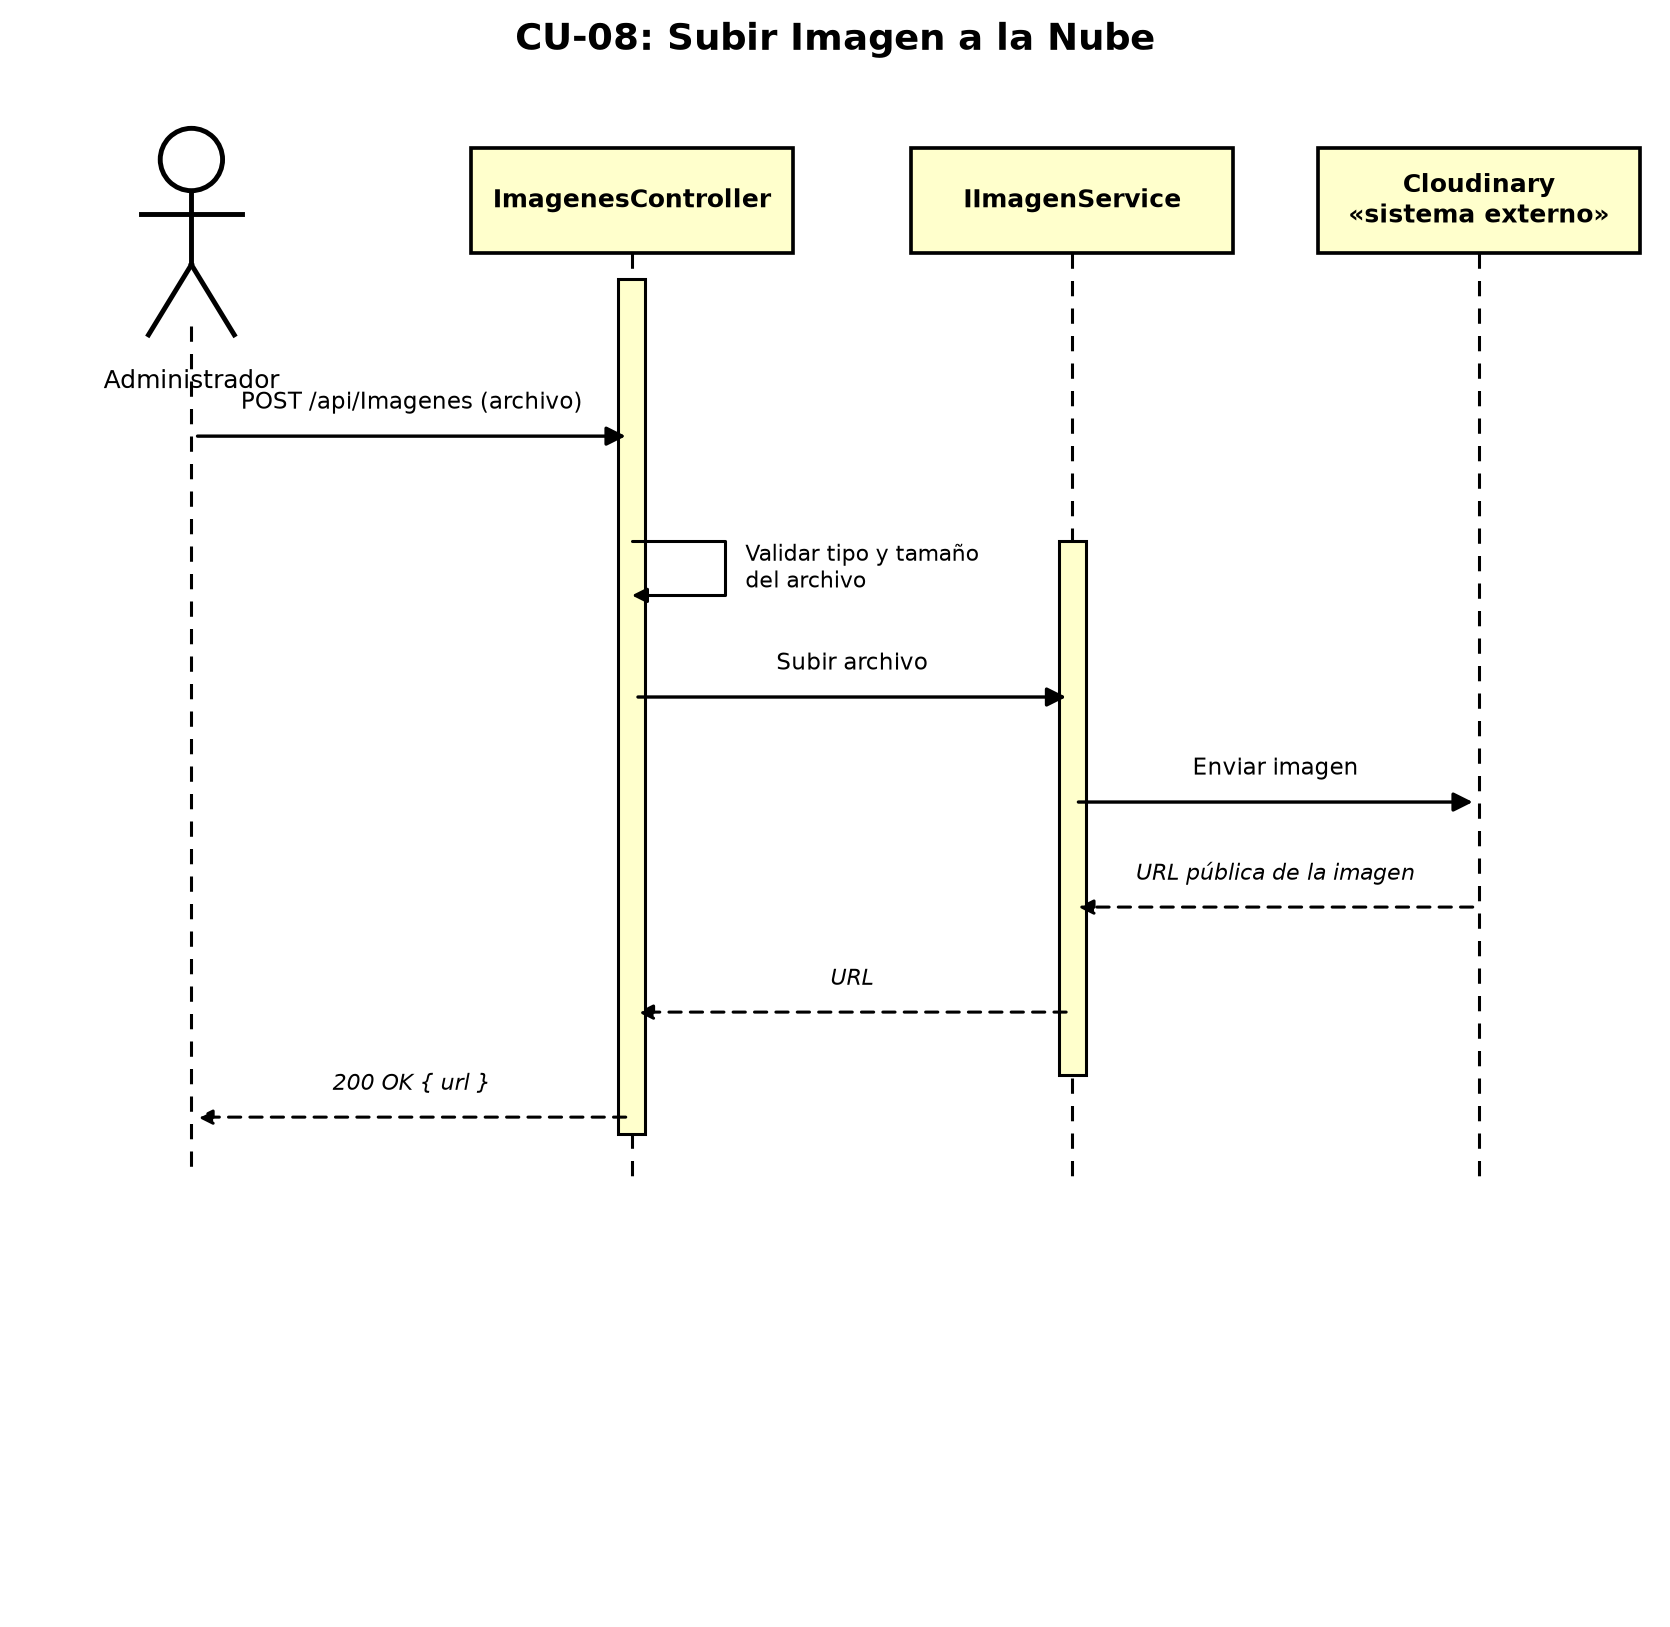 CU-08: Subir Imagen a la Nube
ImagenesController
IImagenService
Cloudinary
«sistema externo»
Administrador
POST /api/Imagenes (archivo)
Validar tipo y tamaño
del archivo
Subir archivo
Enviar imagen
URL pública de la imagen
URL
200 OK { url }